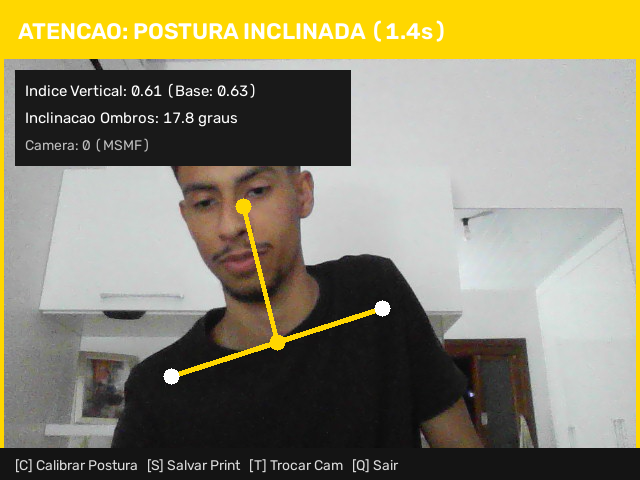 ATENCAO: POSTURA INCLINADA (1.4s)
Indice Vertical: 0.61 (Base: 0.63)
Inclinacao Ombros: 17.8 graus
Camera: 0 (MSMF)
[C] Calibrar Postura [S] Salvar Print [T] Trocar Cam [Q] Sair